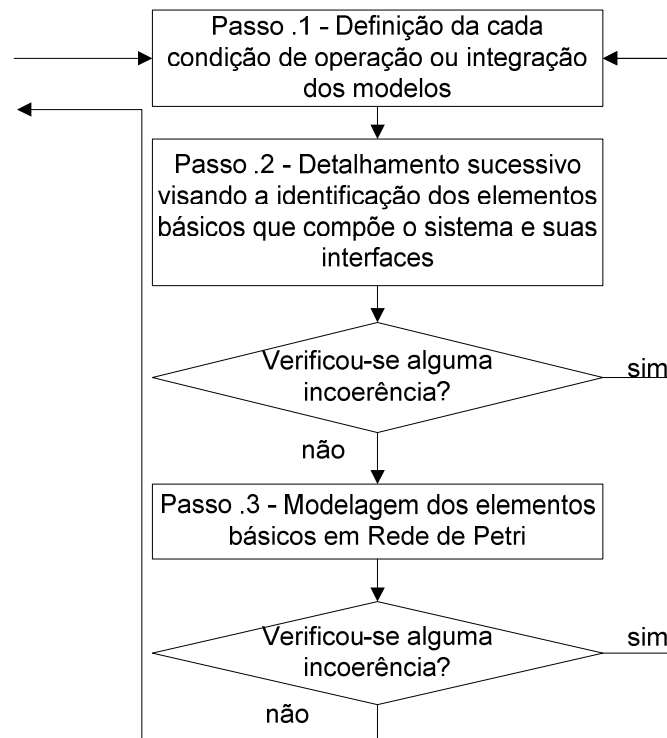 Passo .1 - Definição da cada
condição de operação ou integração
dos modelos
Passo .2 - Detalhamento sucessivo
visando a identificação dos elementos
básicos que compõe o sistema e suas
interfaces
Verificou-se alguma
incoerência?
sim
não
Passo .3 - Modelagem dos elementos
básicos em Rede de Petri
Verificou-se alguma
incoerência?
sim
não